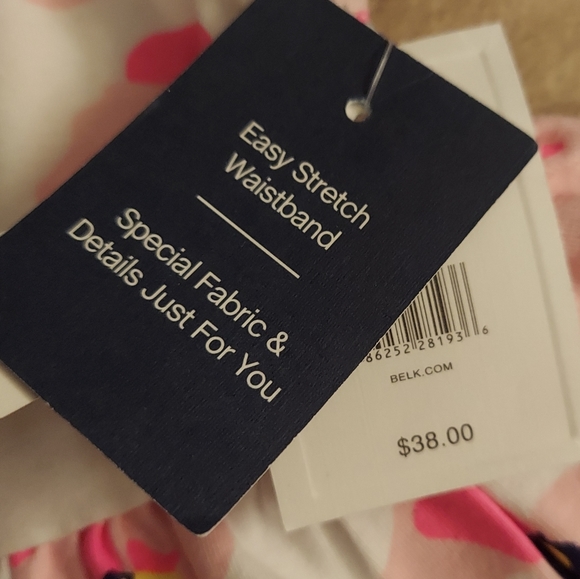 Easy Stretch
Waistband
Special Fabric &
Details Just For You
86252 28193 6
BELK.COM
$38.00